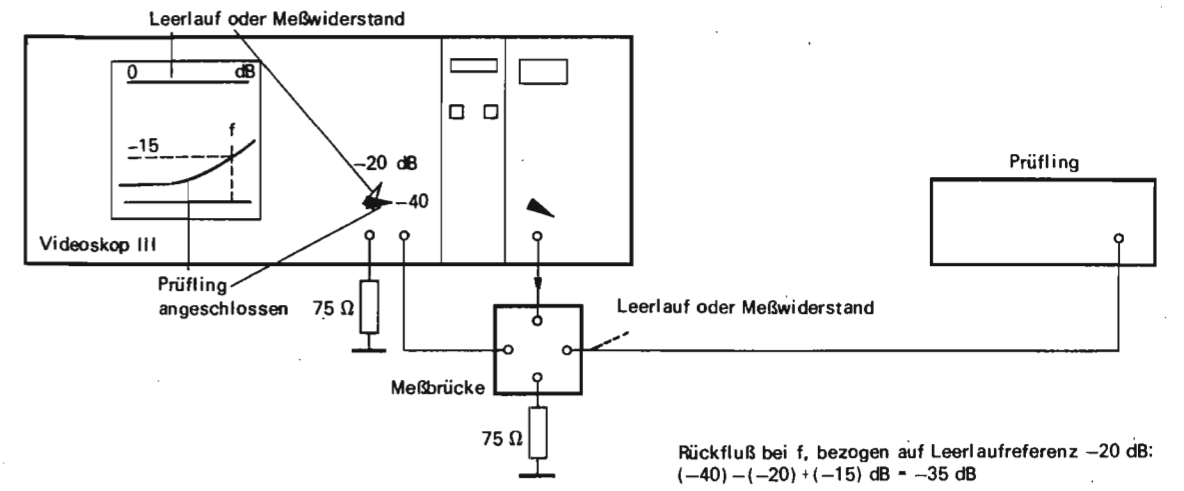 Leerlauf oder Meßwiderstand
0 dB
f
-15
-20 dB
-40
Videoskop III
Prüfling
angeschlossen
75 Ω
Prüfling
Leerlauf oder Meßwiderstand
Meßbrücke
75 Ω
Rückfluß bei f, bezogen auf Leerlaufreferenz -20 dB:
(-40) -(-20) +(-15) dB = -35 dB